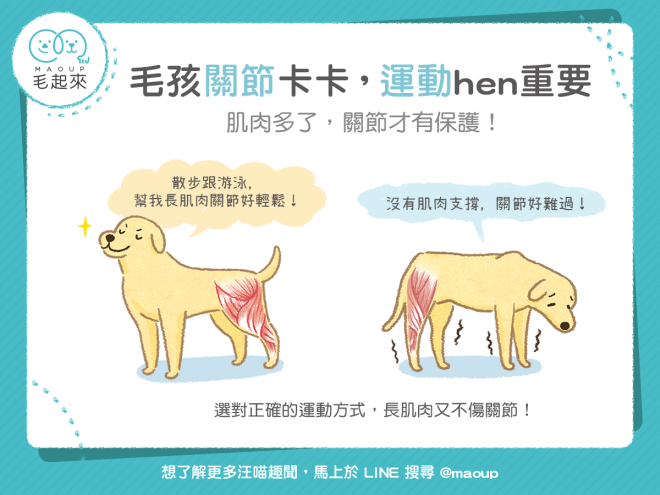 MAOUP
毛起來
毛孩關節卡卡，運動hen重要
肌肉多了，關節才有保護！
散步跟游泳，
幫我長肌肉關節好輕鬆！
沒有肌肉支撐，關節好難過！
選對正確的運動方式，長肌肉又不傷關節！
想了解更多汪喵趣聞，馬上於 LINE 搜尋 @maoup